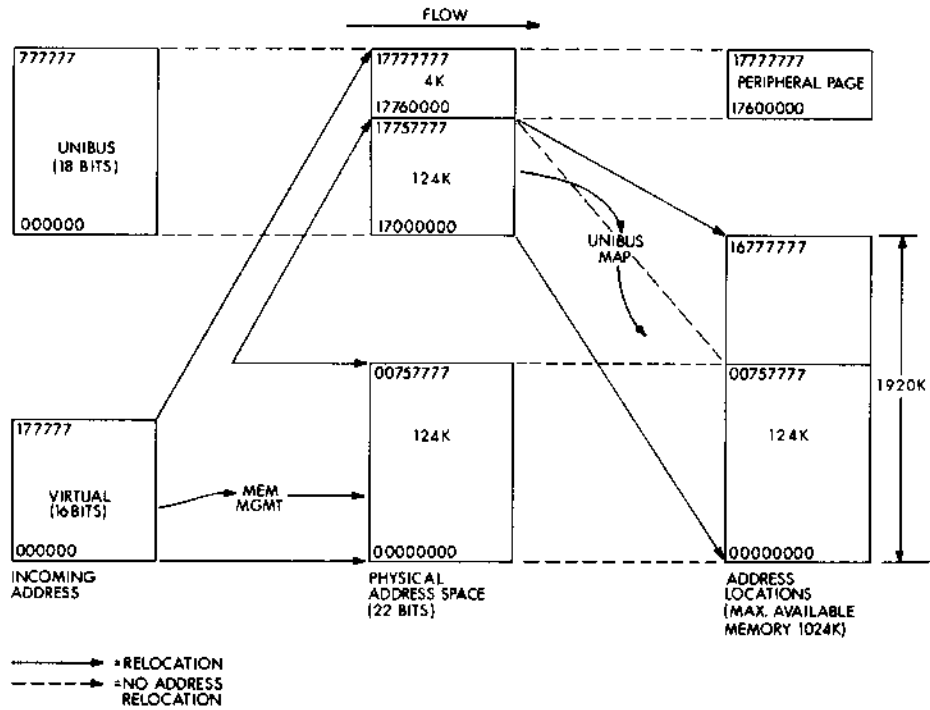 FLOW
777777
UNIBUS
(18 BITS)
000000
17777777
4K
17760000
17757777
124K
17000000
17777777
PERIPHERAL PAGE
17600000
UNIBUS
MAP
16777777
00757777
124K
00000000
1920K
177777
VIRTUAL
(16BITS)
000000
MEM
MGMT
00757777
124K
00000000
INCOMING
ADDRESS
PHYSICAL
ADDRESS SPACE
(22 BITS)
ADDRESS
LOCATIONS
(MAX. AVAILABLE
MEMORY 1024K)
=RELOCATION
=NO ADDRESS
RELOCATION